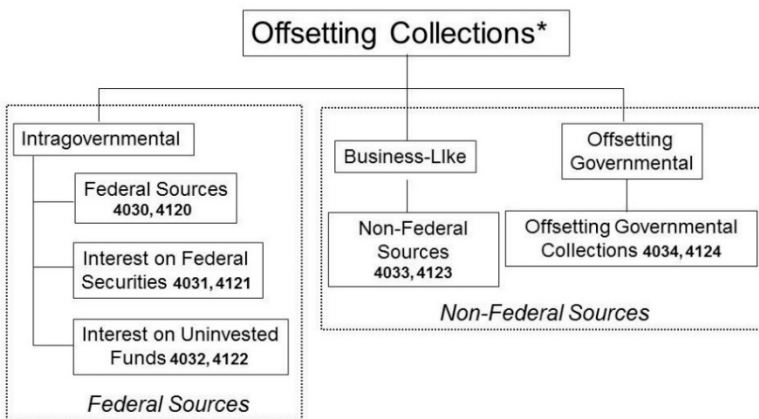 Offsetting Collections*
Intragovernmental
Federal Sources
4030, 4120
Interest on Federal
Securities 4031, 4121
Interest on Uninvested
Funds 4032, 4122
Federal Sources
Business-LIke
Non-Federal
Sources
4033, 4123
Offsetting
Governmental
Offsetting Governmental
Collections 4034, 4124
Non-Federal Sources